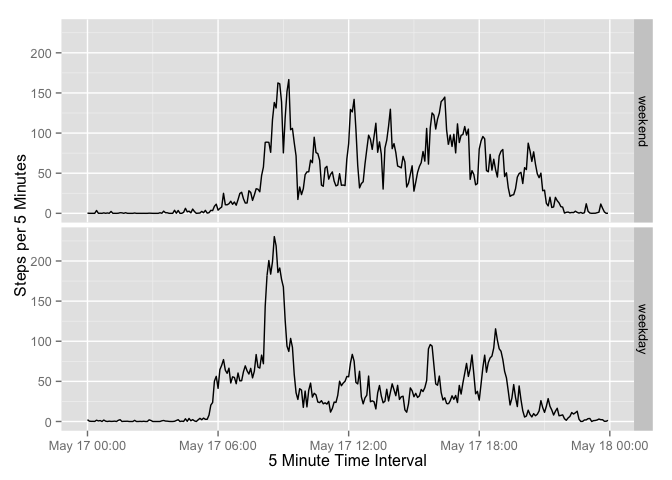 Steps per 5 Minutes
200
150
100
50
0
weekend
200
150
100
50
0
weekday
May 17 00:00 May 17 06:00 May 17 12:00 May 17 18:00 May 18 00:00
5 Minute Time Interval